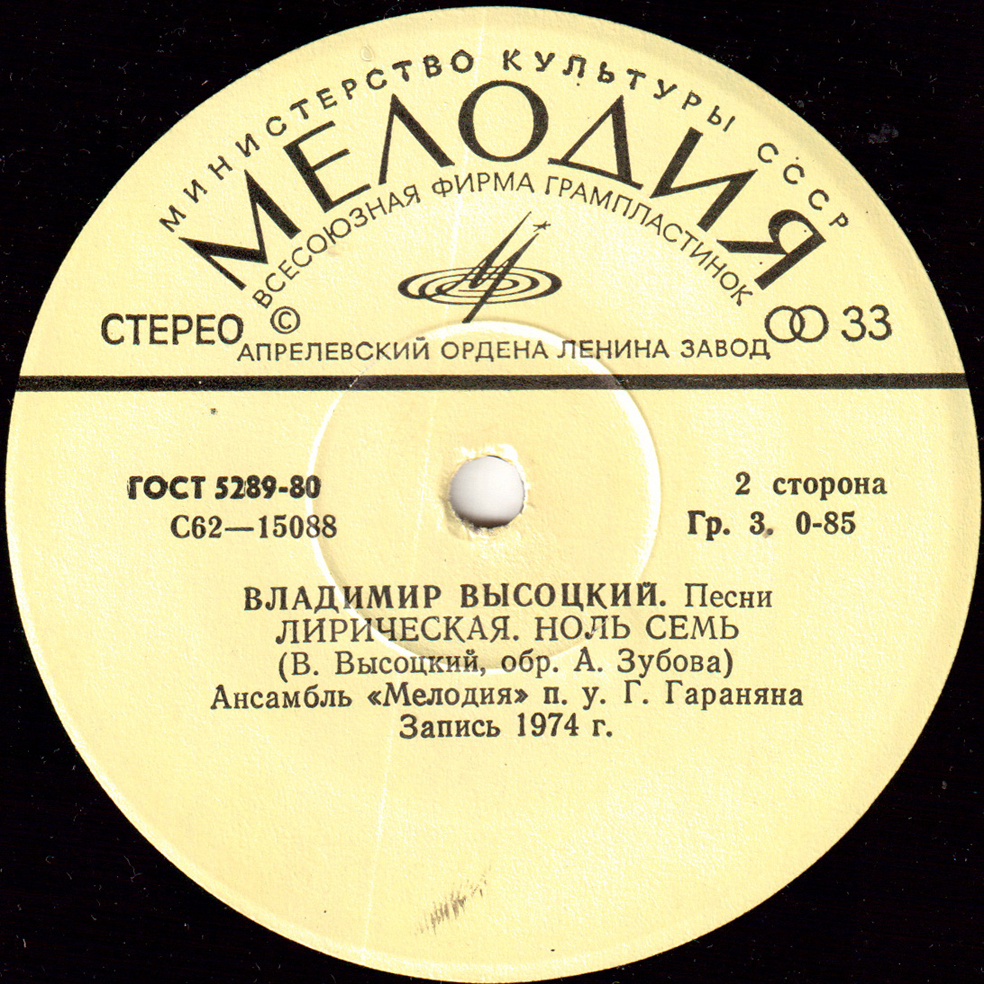 МИНИСТЕРСТВО КУЛЬТУРЫ СССР
МЕЛОДИЯ
ВСЕСОЮЗНАЯ ФИРМА ГРАМПЛАСТИНОК
СТЕРЕО © 33
АПРЕЛЕВСКИЙ ОРДЕНА ЛЕНИНА ЗАВОД
ГОСТ 5289-80
С62—15088
2 сторона
Гр. 3. 0-85
ВЛАДИМИР ВЫСОЦКИЙ. Песни
ЛИРИЧЕСКАЯ. НОЛЬ СЕМЬ
(В. Высоцкий, обр. А. Зубова)
Ансамбль «Мелодия» п. у. Г. Гараняна
Запись 1974 г.